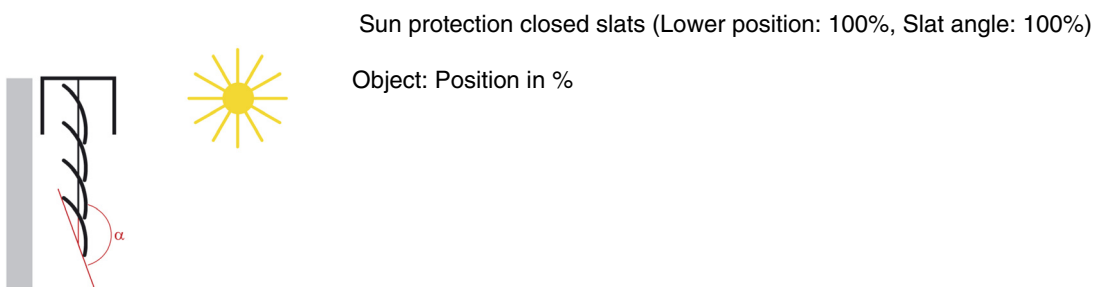 Sun protection closed slats (Lower position: 100%, Slat angle: 100%)
Object: Position in %
α